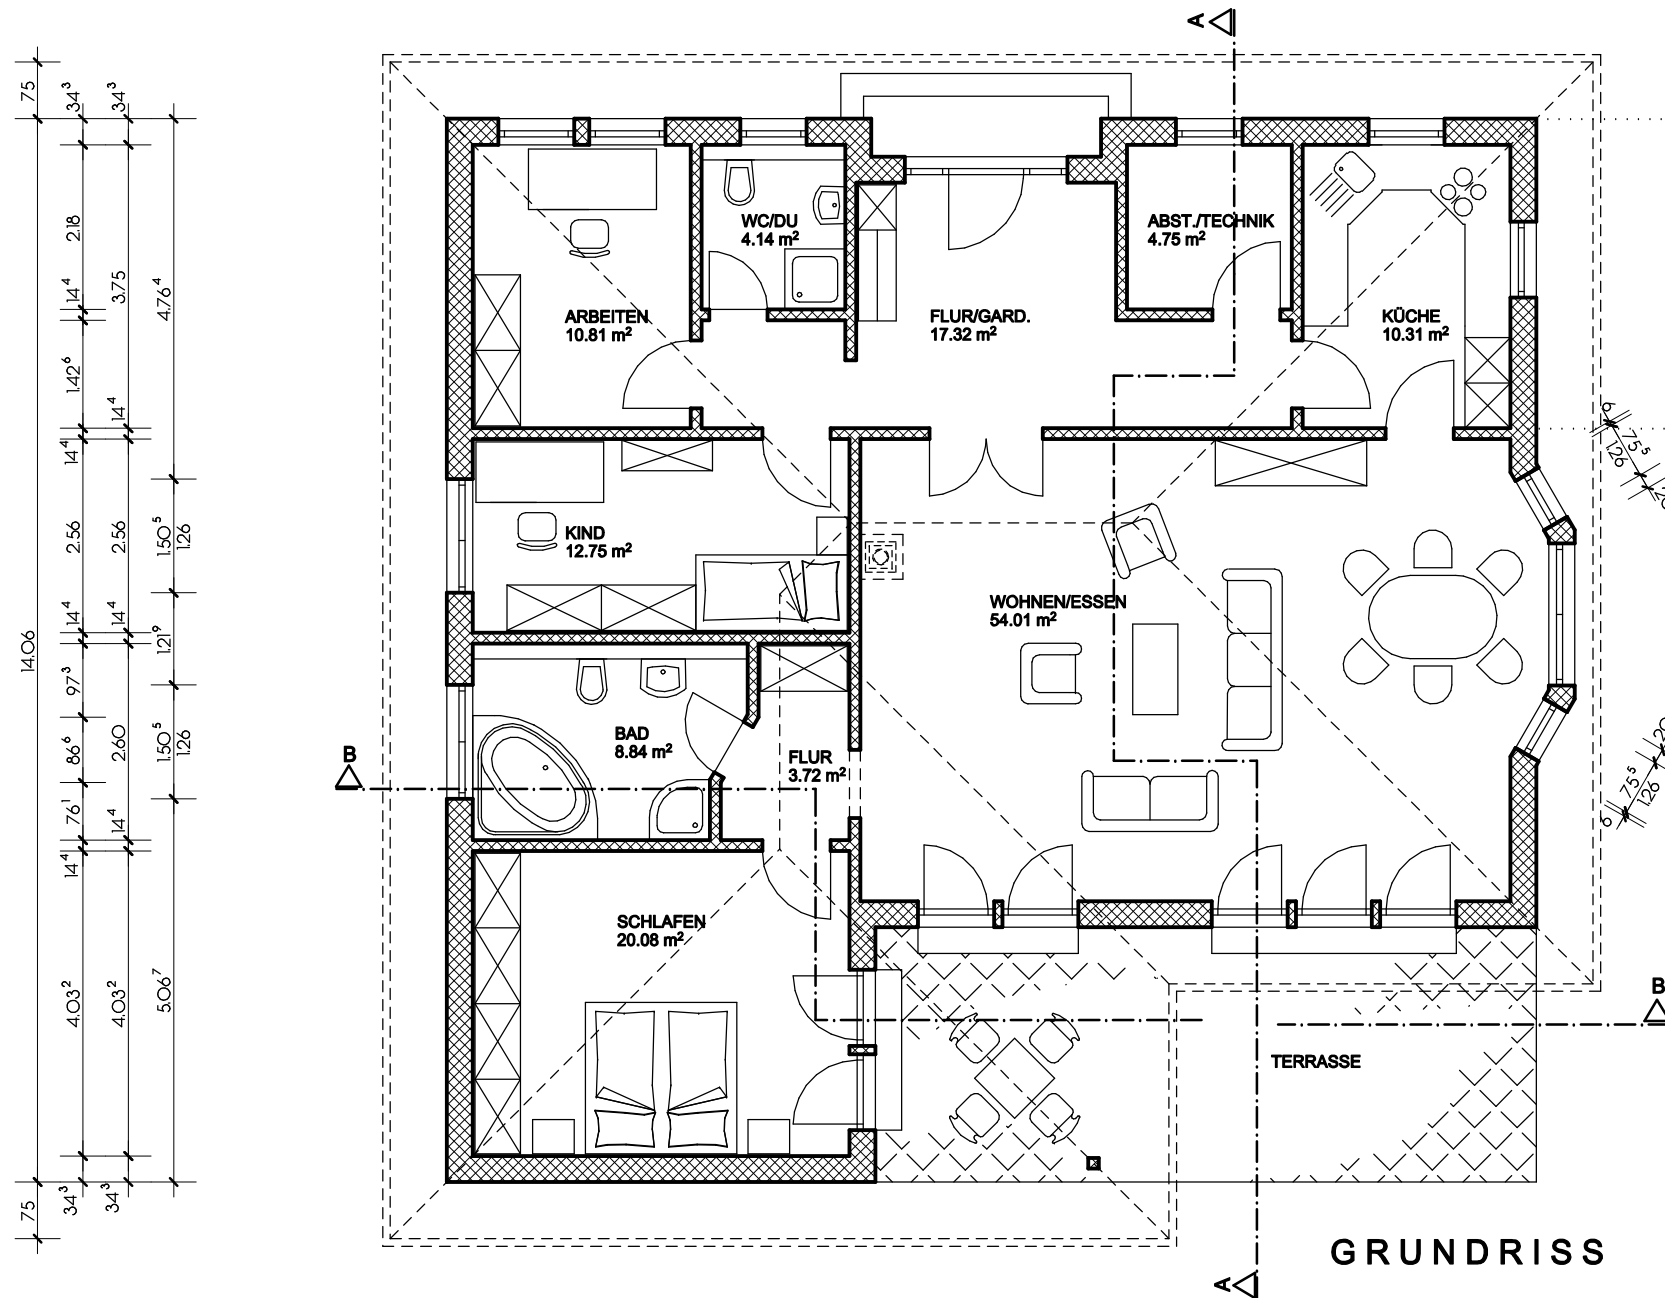 A
75
34³
34³
14.06
2.18
14⁴
1.42⁶
14⁴
2.56
14⁴
97³
86⁶
76¹
14⁴
4.03²
34³
75
3.75
14⁴
2.56
14⁴
2.60
14⁴
4.03²
34³
4.76⁴
1.50⁵
1.26
1.21⁹
1.50⁵
1.26
5.06⁷
WC/DU
4.14 m²
ABST./TECHNIK
4.75 m²
ARBEITEN
10.81 m²
FLUR/GARD.
17.32 m²
KÜCHE
10.31 m²
6
75⁵
1.26
KIND
12.75 m²
WOHNEN/ESSEN
54.01 m²
BAD
8.84 m²
FLUR
3.72 m²
B
20
75⁵
1.26
6
SCHLAFEN
20.08 m²
B
TERRASSE
GRUNDRISS
A